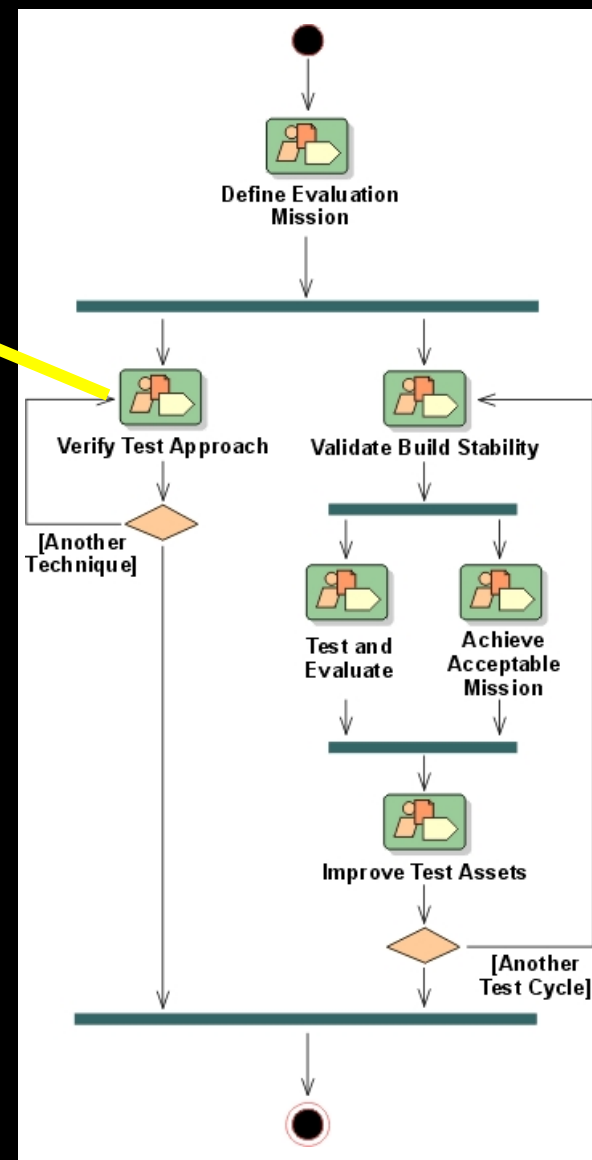 Define Evaluation
Mission
Verify Test Approach
Validate Build Stability
[Another
Technique]
Test and
Evaluate
Achieve
Acceptable
Mission
Improve Test Assets
[Another
Test Cycle]